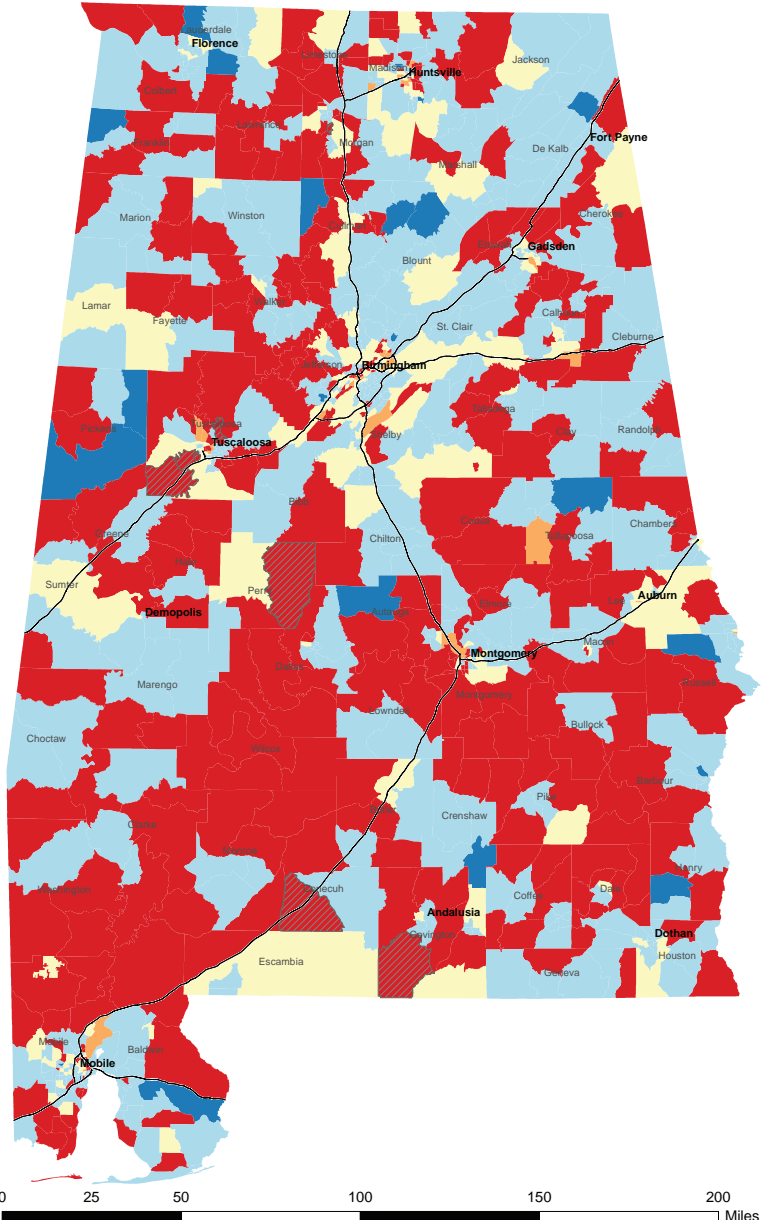 Lauderdale
Florence
Limestone
Madison
Huntsville
Jackson
Colbert
Lawrence
Franklin
Morgan
Fort Payne
De Kalb
Marshall
Marion
Winston
Cullman
Cherokee
Etowah
Gadsden
Blount
Lamar
Fayette
Walker
Calhoun
St. Clair
Cleburne
Jefferson
Birmingham
Pickens
Tuscaloosa
Tuscaloosa
Shelby
Talladega
Clay
Randolph
Bibb
Greene
Hale
Chilton
Coosa
Tallapoosa
Chambers
Sumter
Perry
Demopolis
Autauga
Elmore
Lee
Auburn
Macon
Montgomery
Dallas
Marengo
Montgomery
Russell
Lowndes
Bullock
Choctaw
Wilcox
Barbour
Pike
Butler
Crenshaw
Clarke
Monroe
Henry
Washington
Conecuh
Coffee
Dale
Andalusia
Covington
Dothan
Houston
Escambia
Geneva
Mobile
Baldwin
Mobile
0 25 50 100 150 200
Miles